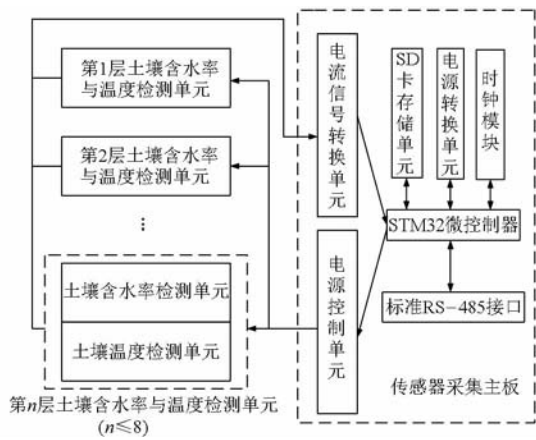 第1层土壤含水率
与温度检测单元
第2层土壤含水率
与温度检测单元
⋮
土壤含水率检测单元
土壤温度检测单元
第n层土壤含水率与温度检测单元
(n≤8)
电流信号转换单元
电源控制单元
SD卡存储单元
电源转换单元
时钟模块
STM32微控制器
标准RS-485接口
传感器采集主板